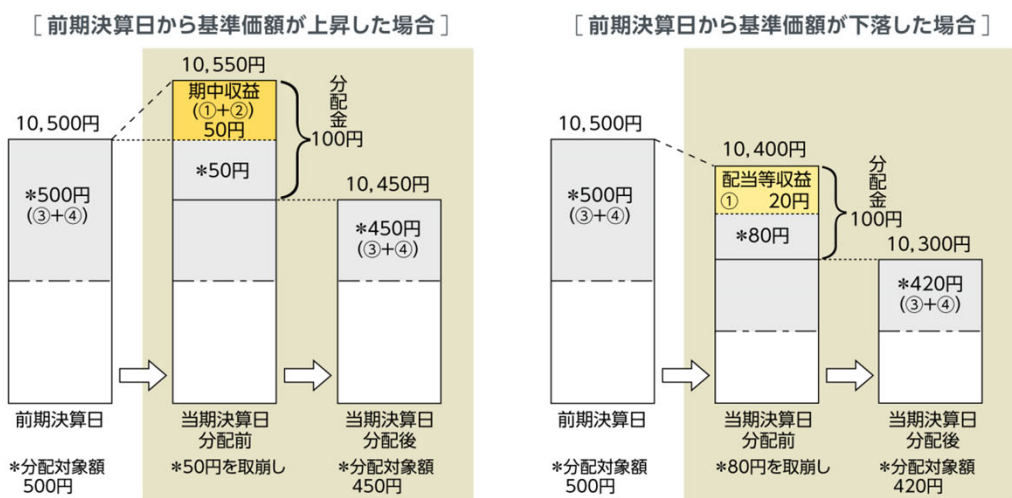 [前期決算日から基準価額が上昇した場合]
10,550円
期中収益
(①+②)
50円
分配金
100円
10,500円
*500円
(③+④)
*50円
10,450円
*450円
(③+④)
前期決算日
当期決算日
分配前
当期決算日
分配後
*分配対象額
500円
*50円を取崩し
*分配対象額
450円
[前期決算日から基準価額が下落した場合]
10,500円
*500円
(③+④)
10,400円
配当等収益
① 20円
分配金
100円
*80円
10,300円
*420円
(③+④)
前期決算日
当期決算日
分配前
当期決算日
分配後
*分配対象額
500円
*80円を取崩し
*分配対象額
420円